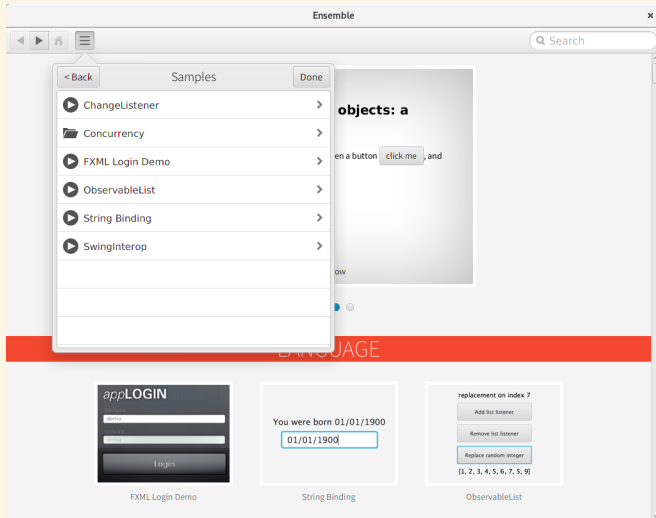 Ensemble
Search
< Back
Samples
Done
ChangeListener
Concurrency
FXML Login Demo
ObservableList
String Binding
SwingInterop
objects: a
click me , and
LANGUAGE
appLOGIN
demo
Login
FXML Login Demo
You were born 01/01/1900
01/01/1900
String Binding
replacement on index 7
Add list listener
Remove list listener
Replace random integer
[1, 2, 3, 4, 5, 6, 7, 5, 9]
ObservableList